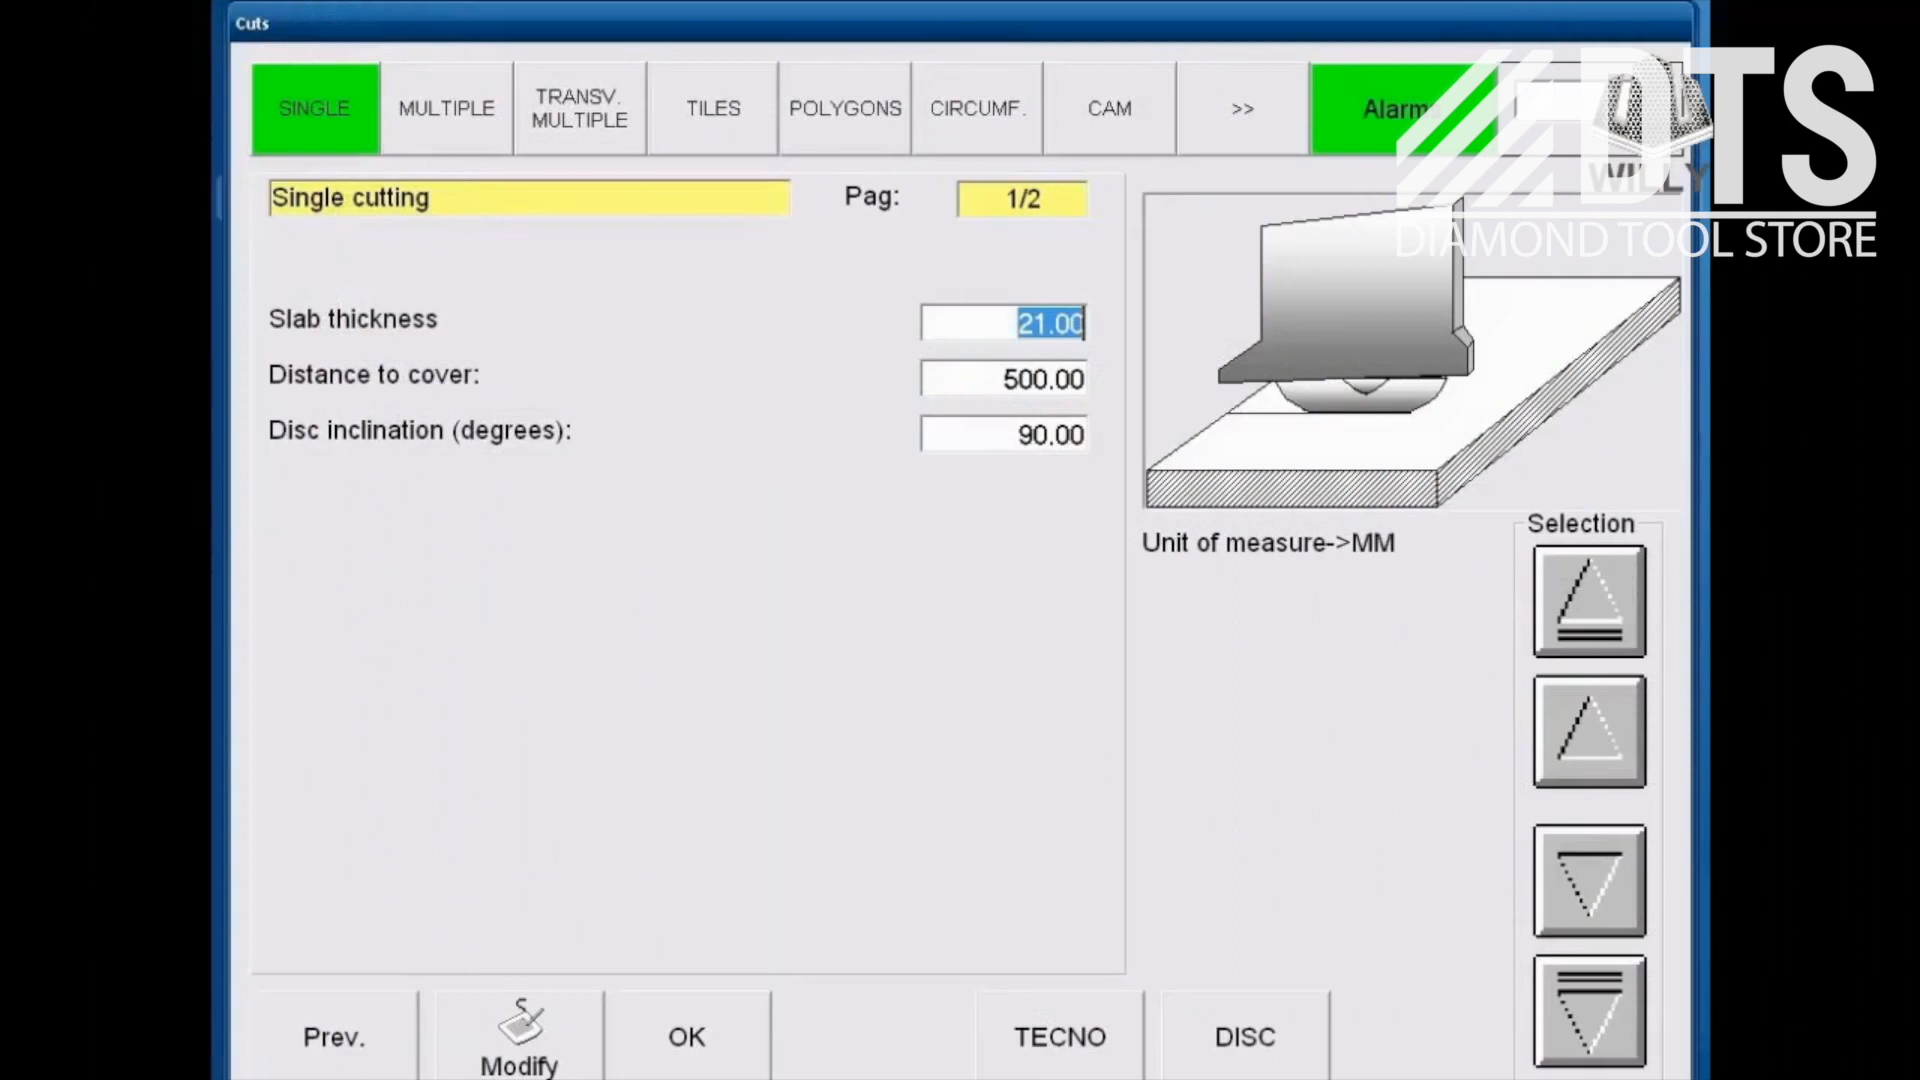 Cuts
SINGLE
MULTIPLE
TRANSV.
MULTIPLE
TILES
POLYGONS
CIRCUMF.
CAM
>>
Alarm
WILLY
DTS
DIAMOND TOOL STORE
Single cutting
Pag:
1/2
Slab thickness
21.00
Distance to cover:
500.00
Disc inclination (degrees):
90.00
Unit of measure->MM
Selection
Prev.
Modify
OK
TECNO
DISC